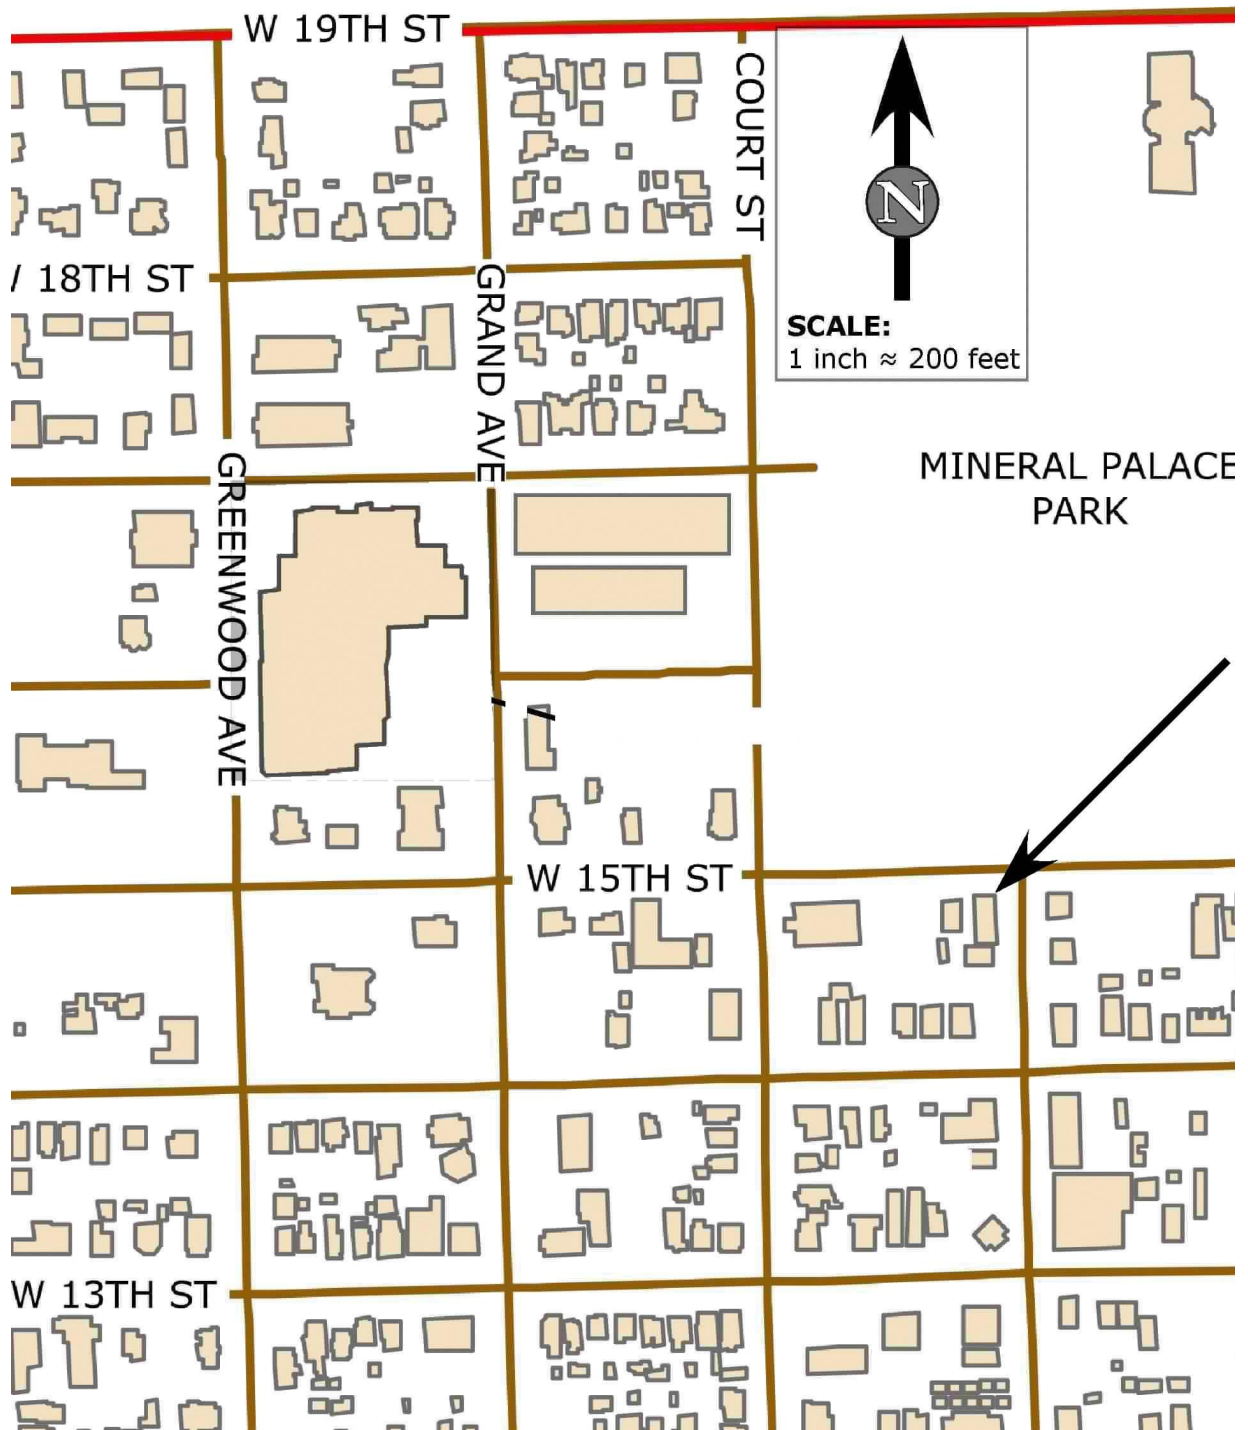 W 19TH ST
COURT ST
N
W 18TH ST
GRAND AVE
SCALE:
1 inch ≈ 200 feet
MINERAL PALACE
PARK
GREENWOOD AVE
W 15TH ST
W 13TH ST